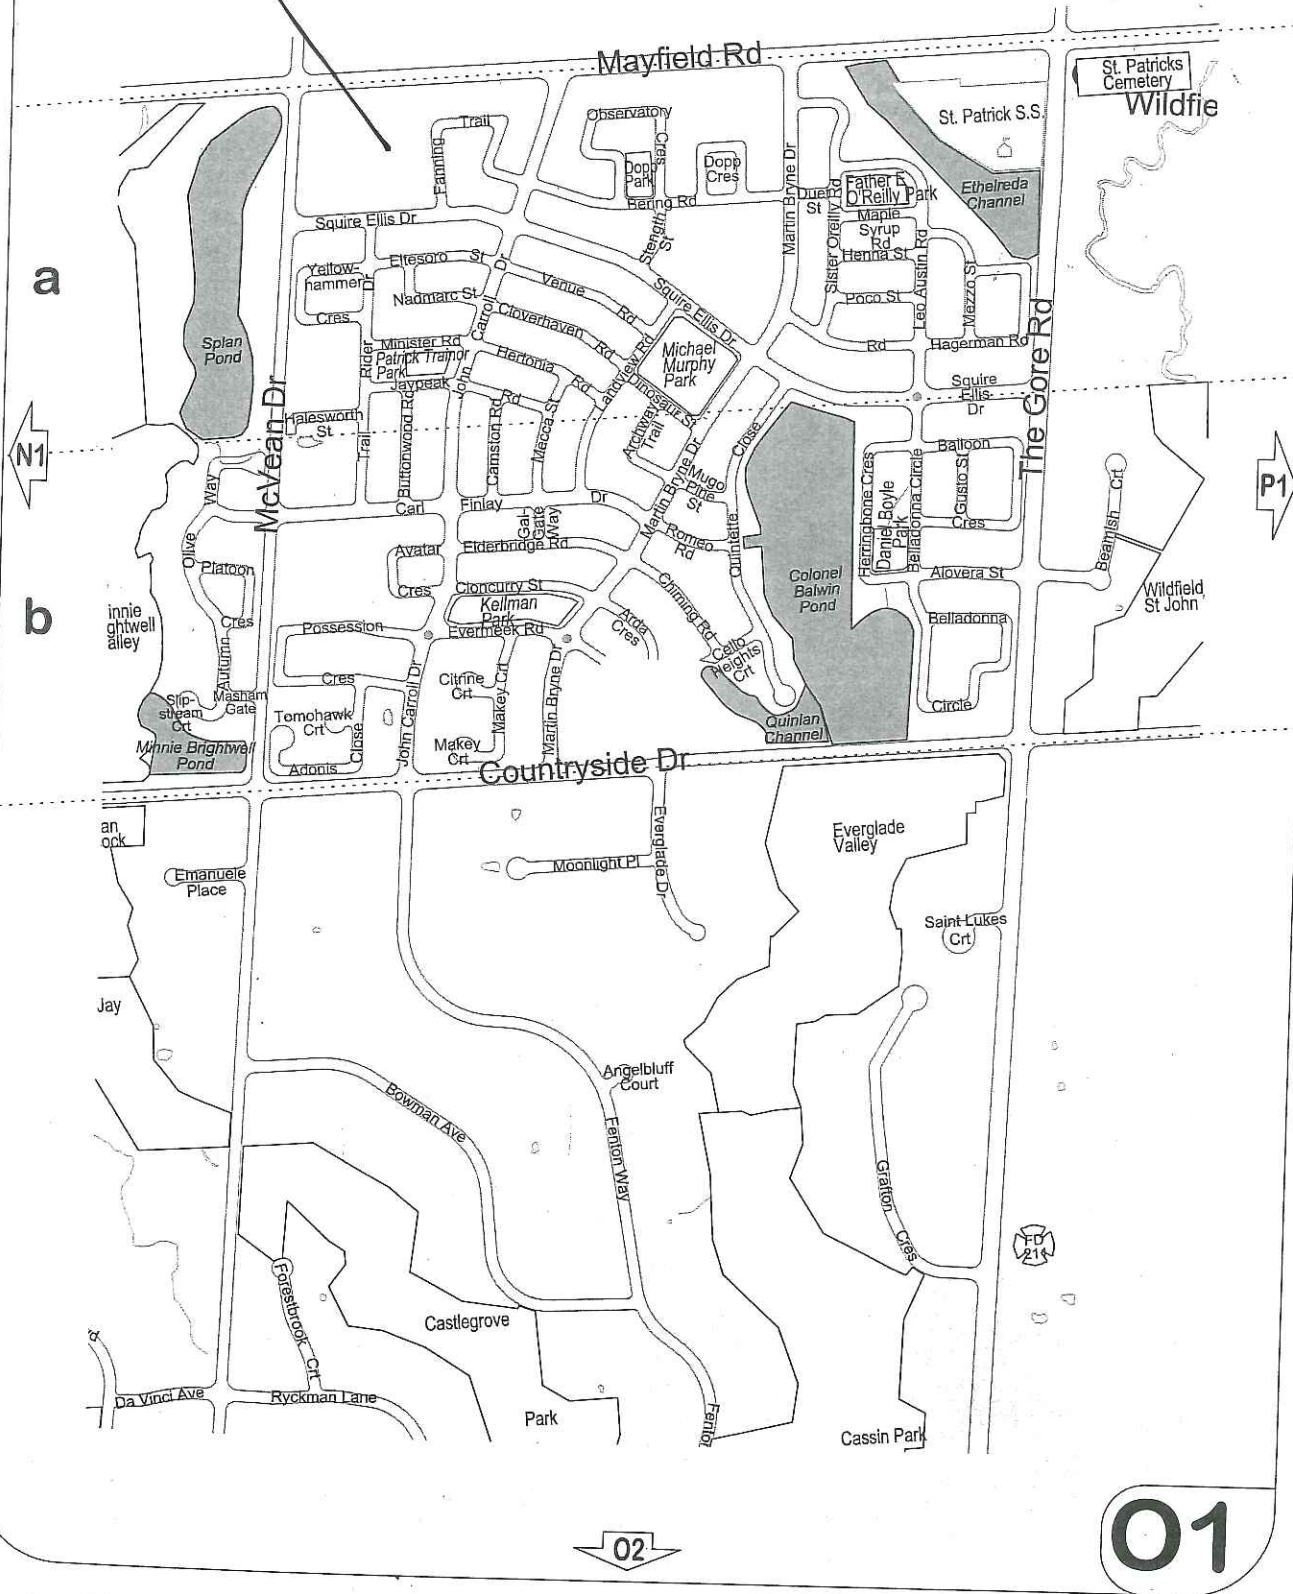 Mayfield Rd
St. Patricks
Cemetery
Wildfie
St. Patrick S.S.
Observatory
Cres
Trail
Fanning
Dopp
Park
Dopp
Cres
Martin Bryne Dr
Duet
St
Father E
O'Reilly Park
Ethelreda
Channel
Bering Rd
Squire Ellis Dr
Stength
St
Sister Oreilly Rd
Maple
Syrup
Rd
Henna St
Leo Austin Rd
Mezzo St
a
Yellow-
hammer
Cres
Eltesoro St
Dr
Nadmarc St
Venue Rd
Squire Ellis Dr
Poco St
Splan
Pond
Carroll
Cloverhaven Rd
Rider
Minister Rd
Patrick Trainor
Park
Hertonia Rd
Landview Rd
Michael
Murphy
Park
Rd
Hagerman Rd
The Gore Rd
McVean Dr
Jaypeak
John
Rd
Dinosaur St
Squire
Ellis
Dr
Halesworth
St
Trail
Buttonwood Rd
Camston Rd
Mecca St
Archway
Trail
Close
N1
P1
Balloon
Way
Martin Bryne Dr
Mugo
Pine
St
Herringbone Cres
Daniel Boyle
Park
Belladonna Circle
Gusto St
Cres
Beamish Crt
Carl
Finlay
Dr
Gal-
Gate
Way
Romeo
Rd
Quintette
Olive
Avatar
Cres
Elderbridge Rd
Platoon
Cres
Cloncurry St
Kellman
Park
Chiming Rd
Colonel
Balwin
Pond
Alovera St
Wildfield
St John
b
innie
ghtwell
alley
Possession
Cres
Evermeek Rd
Arda
Cres
Belladonna
Circle
Autumn
Cello
Heights
Crt
Slip-
stream
Crt
Masham
Gate
John Carroll Dr
Citrine
Crt
Makey Crt
Martin Bryne Dr
Tomohawk
Crt
Close
Quinlan
Channel
Minnie Brightwell
Pond
Adonis
Makey
Crt
Countryside Dr
an
ock
Everglade Dr
Everglade
Valley
Emanuele
Place
Moonlight Pl
Saint Lukes
Crt
Jay
Angelbluff
Court
Bowman Ave
Fenton Way
Grafton Cres
FD
214
Forestbrook Crt
Castlegrove
Da Vinci Ave
Ryckman Lane
Park
Fenton
Cassin Park
O2
O1